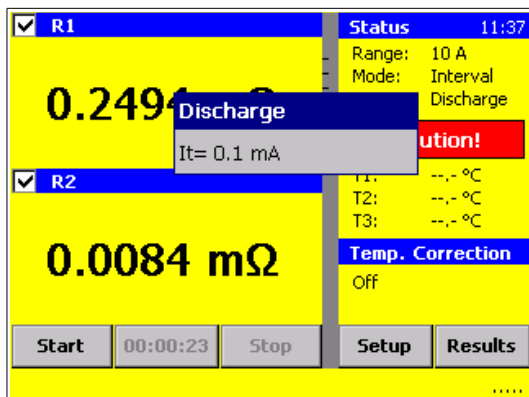 R1
0.2494 Ω
Discharge
It= 0.1 mA
R2
0.0084 mΩ
Start
00:00:23
Stop
Status 11:37
Range: 10 A
Mode: Interval
Discharge
ution!
T1: --.- °C
T2: --.- °C
T3: --.- °C
Temp. Correction
Off
Setup
Results
.....